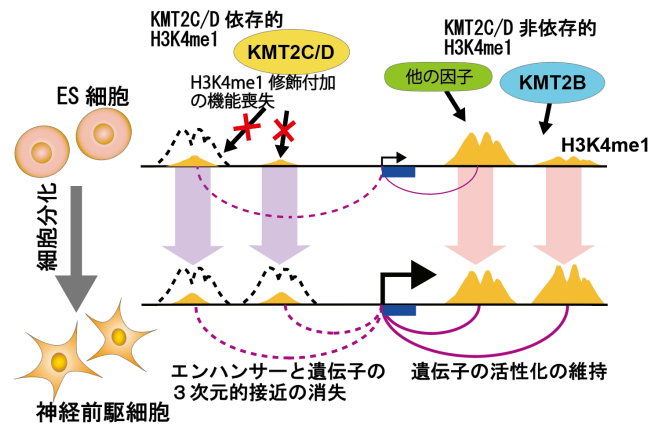 KMT2C/D 依存的
H3K4me1
KMT2C/D
H3K4me1 修飾付加
の機能喪失
KMT2C/D 非依存的
H3K4me1
他の因子
KMT2B
H3K4me1
ES 細胞
細胞分化
神経前駆細胞
エンハンサーと遺伝子の
３次元的接近の消失
遺伝子の活性化の維持